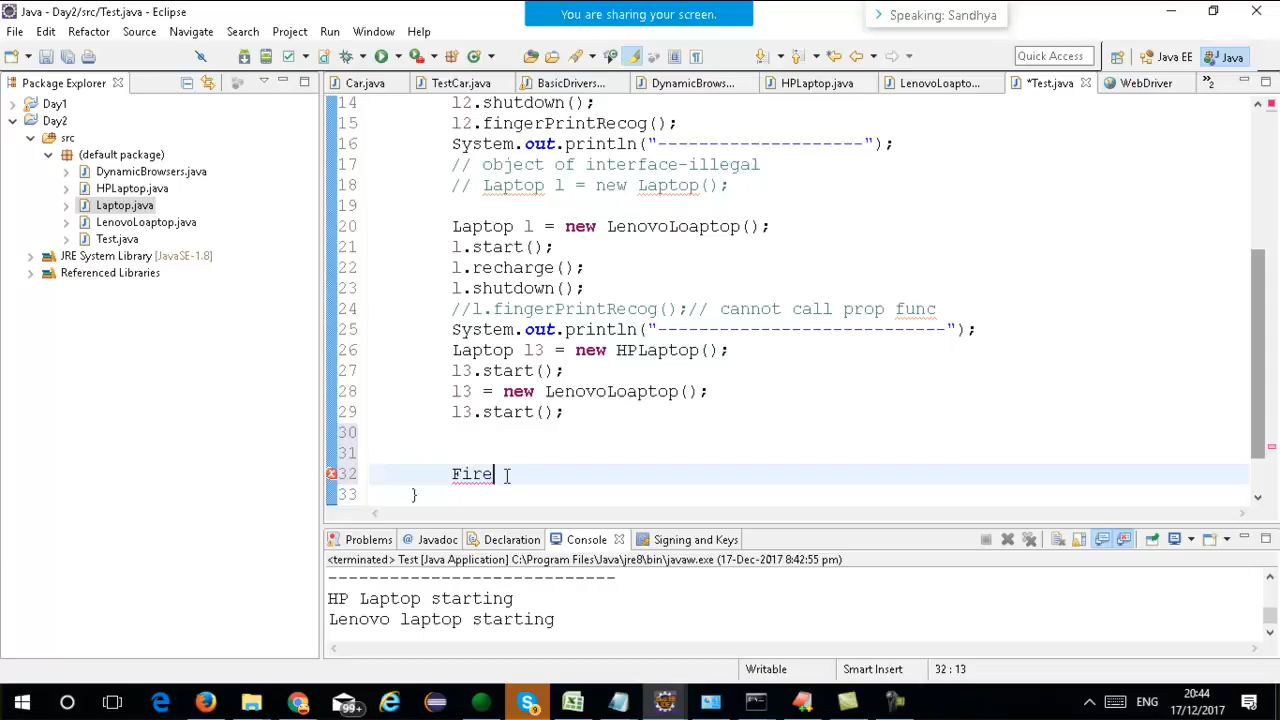 Java - Day2/src/Test.java - Eclipse
You are sharing your screen.
Speaking: Sandhya
File Edit Refactor Source Navigate Search Project Run Window Help
Quick Access
Java EE
Java
Package Explorer
Car.java
TestCar.java
BasicDrivers...
DynamicBrows...
HPLaptop.java
LenovoLoapto...
*Test.java
WebDriver
2
Day1
Day2
src
(default package)
DynamicBrowsers.java
HPLaptop.java
Laptop.java
LenovoLoaptop.java
Test.java
JRE System Library [JavaSE-1.8]
Referenced Libraries
14 l2.shutdown();
15 l2.fingerPrintRecog();
16 System.out.println("--------------------");
17 // object of interface-illegal
18 // Laptop l = new Laptop();
19
20 Laptop l = new LenovoLoaptop();
21 l.start();
22 l.recharge();
23 l.shutdown();
24 //l.fingerPrintRecog();// cannot call prop func
25 System.out.println("----------------------------");
26 Laptop l3 = new HPLaptop();
27 l3.start();
28 l3 = new LenovoLoaptop();
29 l3.start();
30
31
32 Fire
33 }
Problems
@ Javadoc
Declaration
Console
Signing and Keys
<terminated> Test [Java Application] C:\Program Files\Java\jre8\bin\javaw.exe (17-Dec-2017 8:42:55 pm)
----------------------------
HP Laptop starting
Lenovo laptop starting
Writable
Smart Insert
32 : 13
99+
9
ENG
20:44
17/12/2017